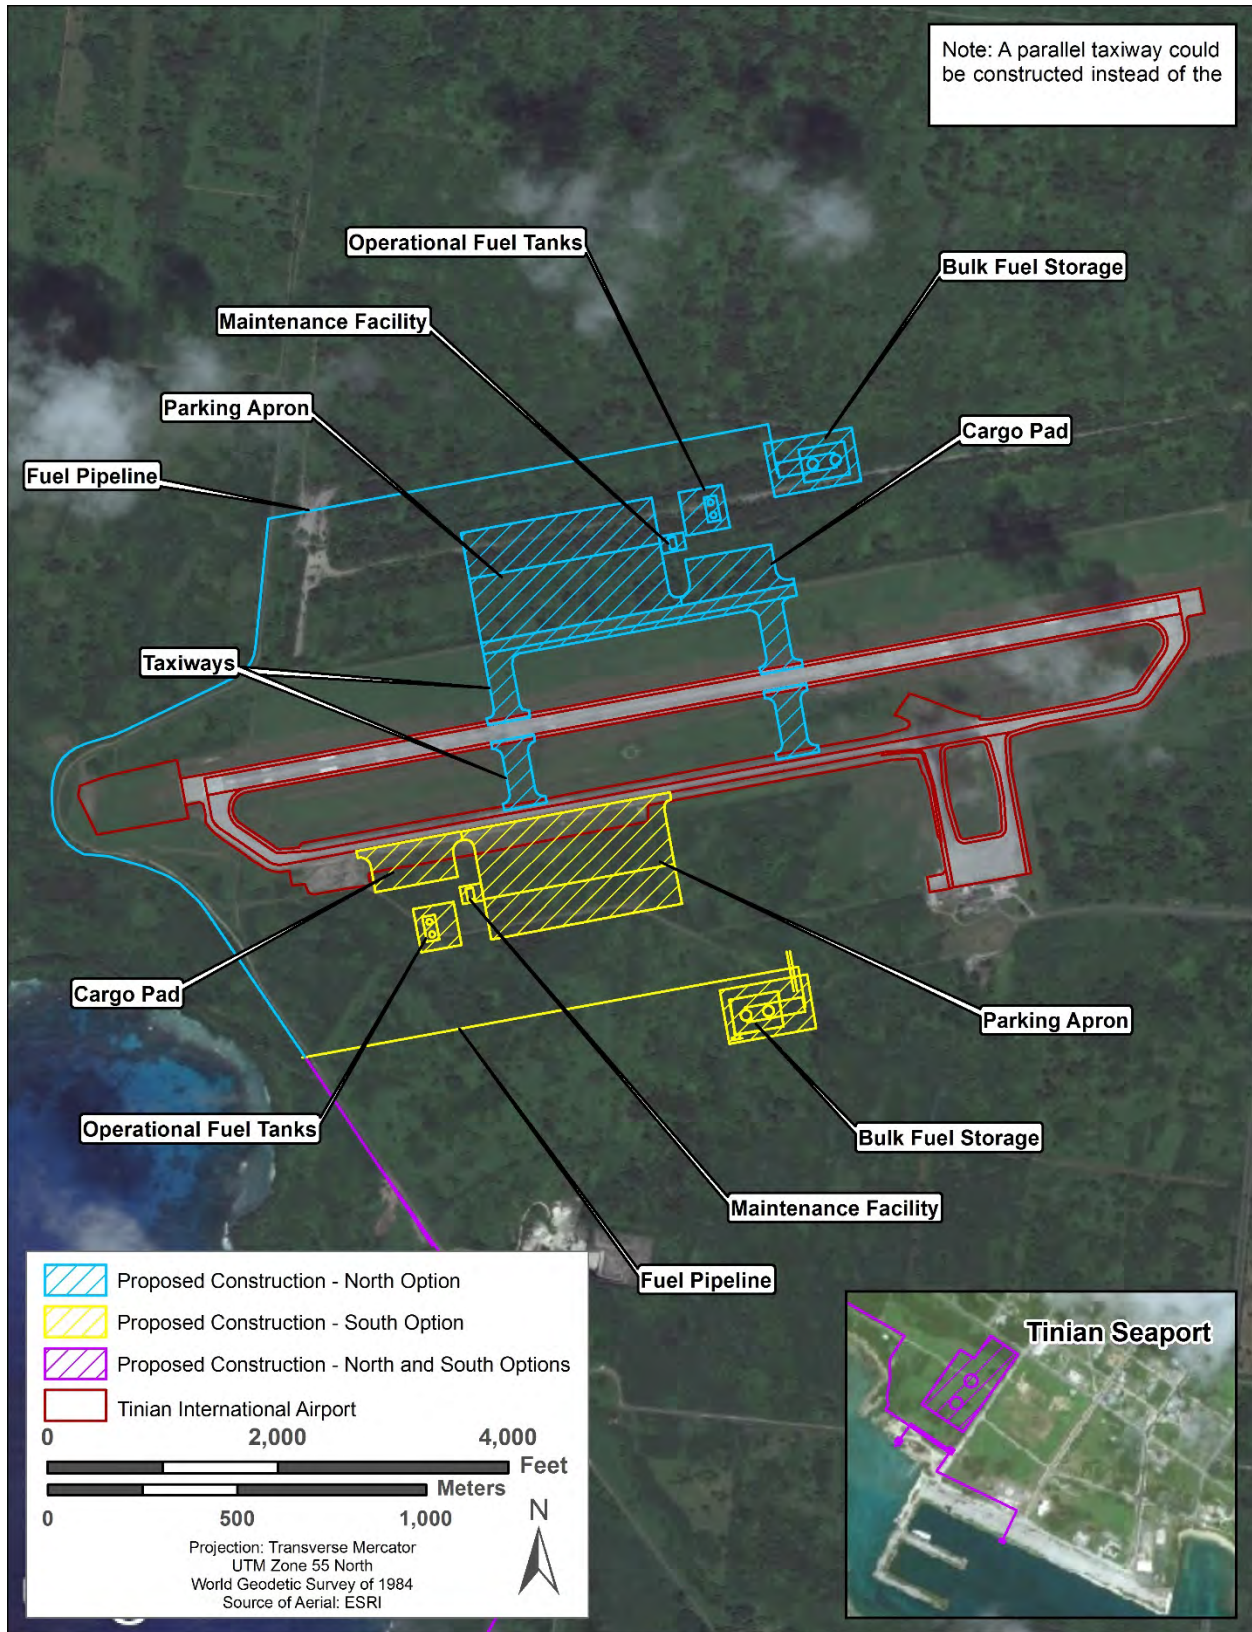 Note: A parallel taxiway could
be constructed instead of the
Operational Fuel Tanks
Bulk Fuel Storage
Maintenance Facility
Parking Apron
Cargo Pad
Fuel Pipeline
Taxiways
Cargo Pad
Parking Apron
Operational Fuel Tanks
Bulk Fuel Storage
Maintenance Facility
Fuel Pipeline
Proposed Construction - North Option
Proposed Construction - South Option
Proposed Construction - North and South Options
Tinian International Airport
0 2,000 4,000
Feet
Meters
0 500 1,000
N
Projection: Transverse Mercator
UTM Zone 55 North
World Geodetic Survey of 1984
Source of Aerial: ESRI
Tinian Seaport